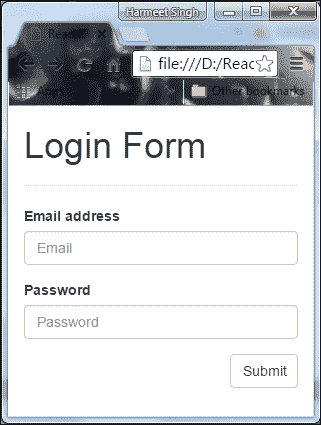 Harmeet Singh
React
file:///D:/Reac
Apps
Other bookmarks
Login Form
Email address
Email
Password
Password
Submit